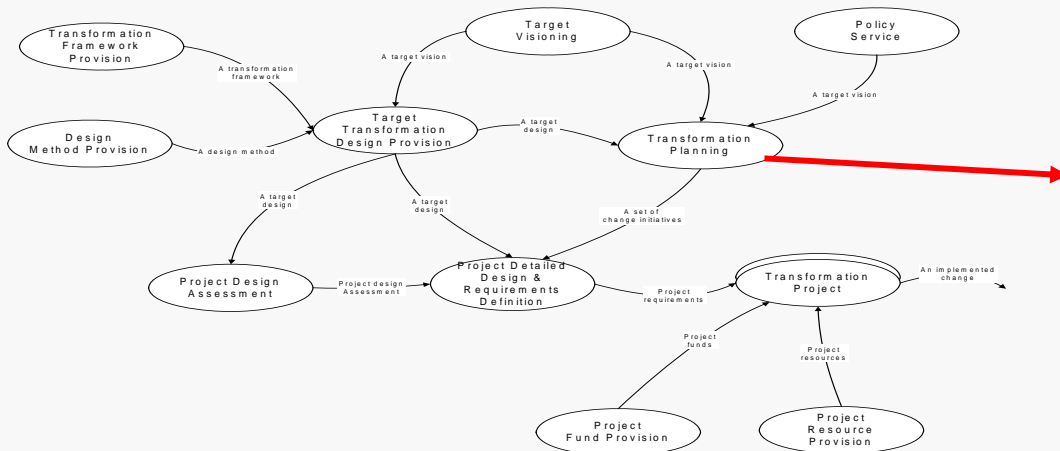 Transformation
Framework
Provision
Target
Visioning
Policy
Service
A target vision
A target vision
A transformation
framework
A target vision
Design
Method Provision
A design method
Target
Transformation
Design Provision
A target
design
Transformation
Planning
A target
design
A target
design
A set of
change initiatives
Project Design
Assessment
Project design
Assessment
Project Detailed
Design &
Requirements
Definition
Project
requirements
Transformation
Project
An implemented
change
Project
funds
Project
resources
Project
Fund Provision
Project
Resource
Provision